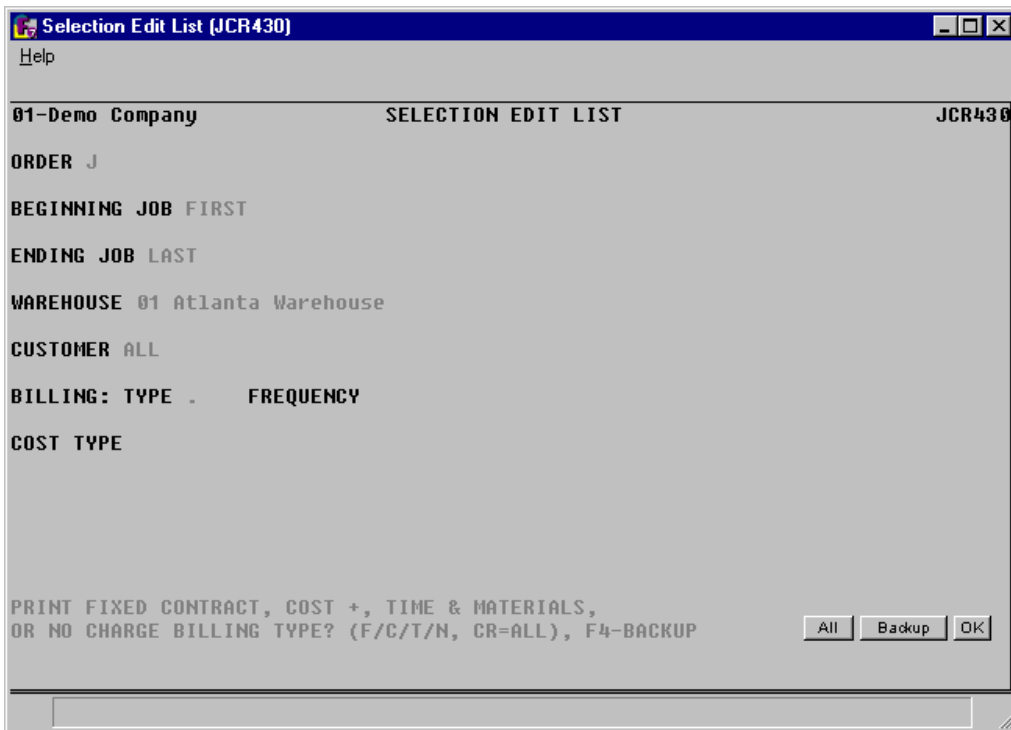 Selection Edit List (JCR430)
Help
01-Demo Company SELECTION EDIT LIST JCR430
ORDER J
BEGINNING JOB FIRST
ENDING JOB LAST
WAREHOUSE 01 Atlanta Warehouse
CUSTOMER ALL
BILLING: TYPE . FREQUENCY
COST TYPE
PRINT FIXED CONTRACT, COST +, TIME & MATERIALS,
OR NO CHARGE BILLING TYPE? (F/C/T/N, CR=ALL), F4-BACKUP All Backup OK